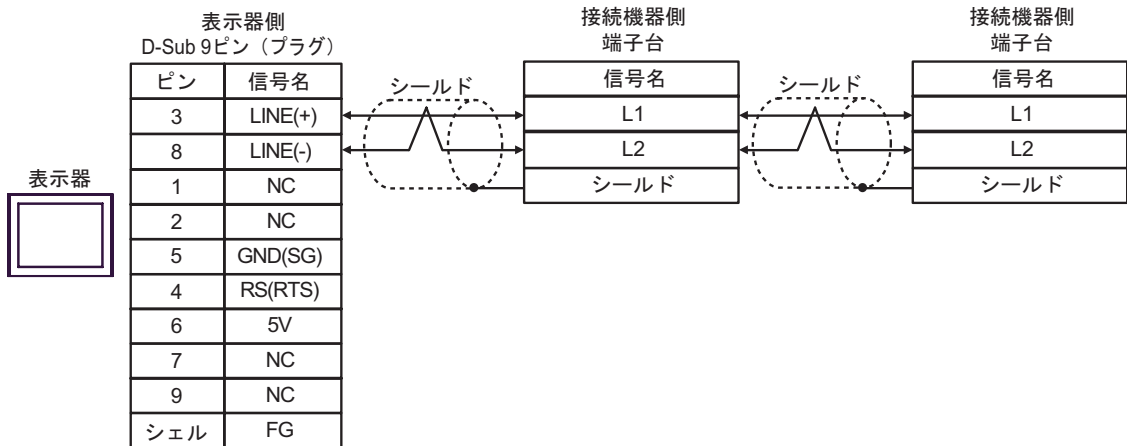 表示器側
D-Sub 9ピン（プラグ）
ピン 信号名
3 LINE(+)
8 LINE(-)
1 NC
2 NC
5 GND(SG)
4 RS(RTS)
6 5V
7 NC
9 NC
シェル FG
表示器
シールド
接続機器側
端子台
信号名
L1
L2
シールド
シールド
接続機器側
端子台
信号名
L1
L2
シールド